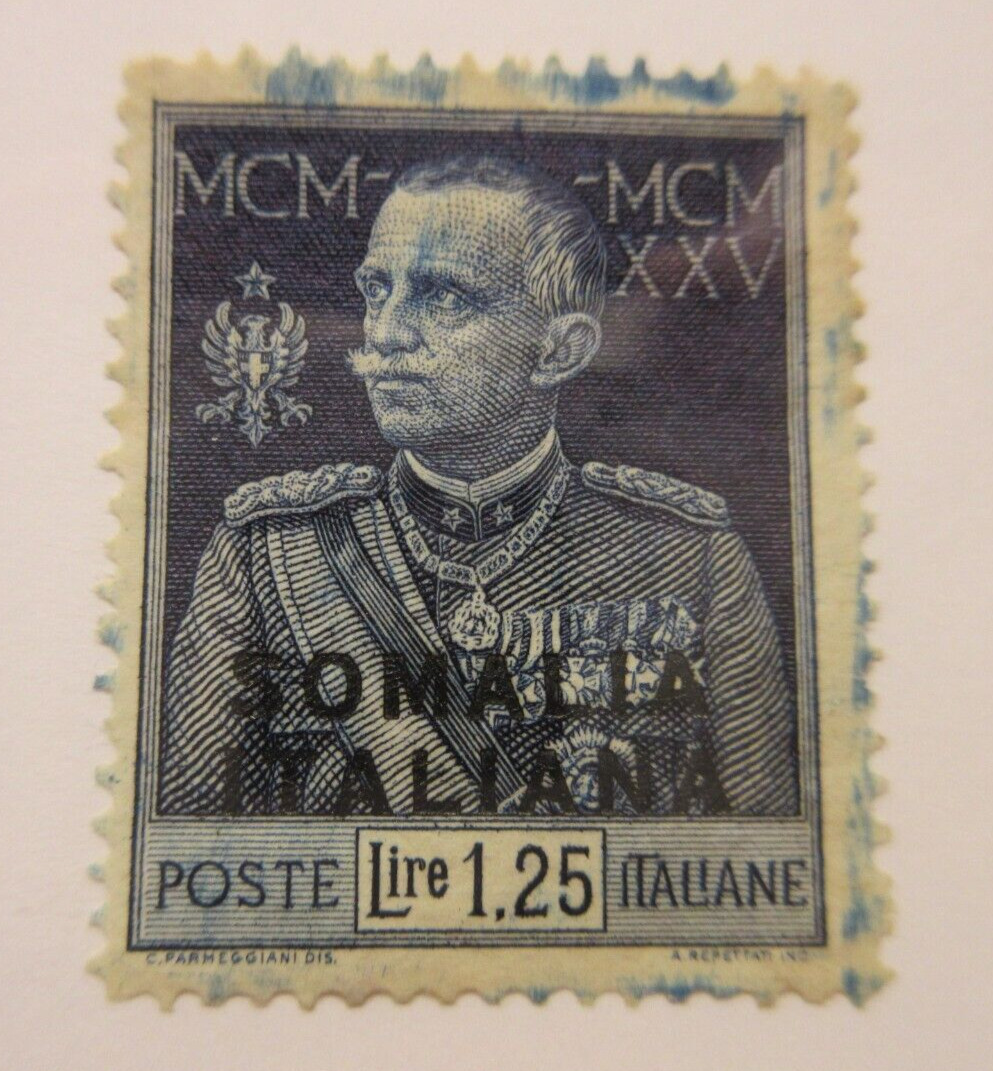 MCM- -MCM
XXV
SOMALIA
ITALIANA
POSTE Lire 1,25 ITALIANE
C. PARMEGGIANI DIS. A. REPETTATI INC.